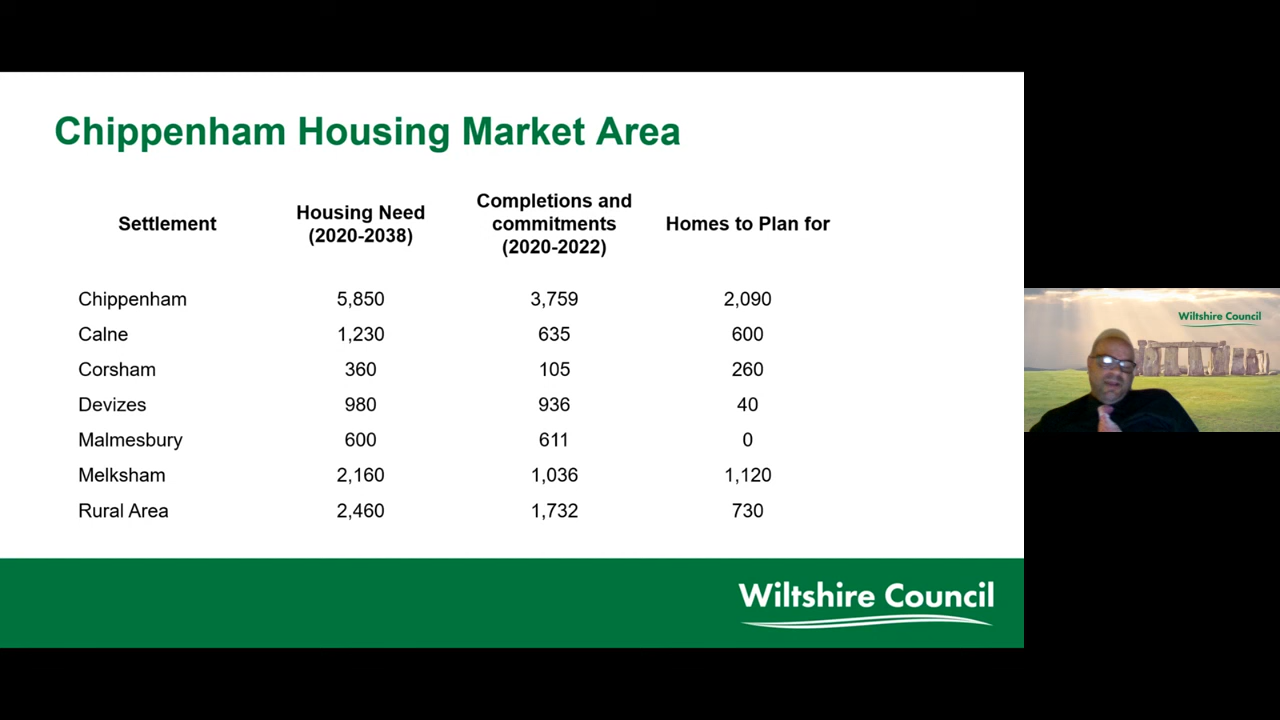 Chippenham Housing Market Area
Settlement Housing Need (2020-2038) Completions and commitments (2020-2022) Homes to Plan for
Chippenham 5,850 3,759 2,090
Calne 1,230 635 600
Corsham 360 105 260
Devizes 980 936 40
Malmesbury 600 611 0
Melksham 2,160 1,036 1,120
Rural Area 2,460 1,732 730
Wiltshire Council
Wiltshire Council